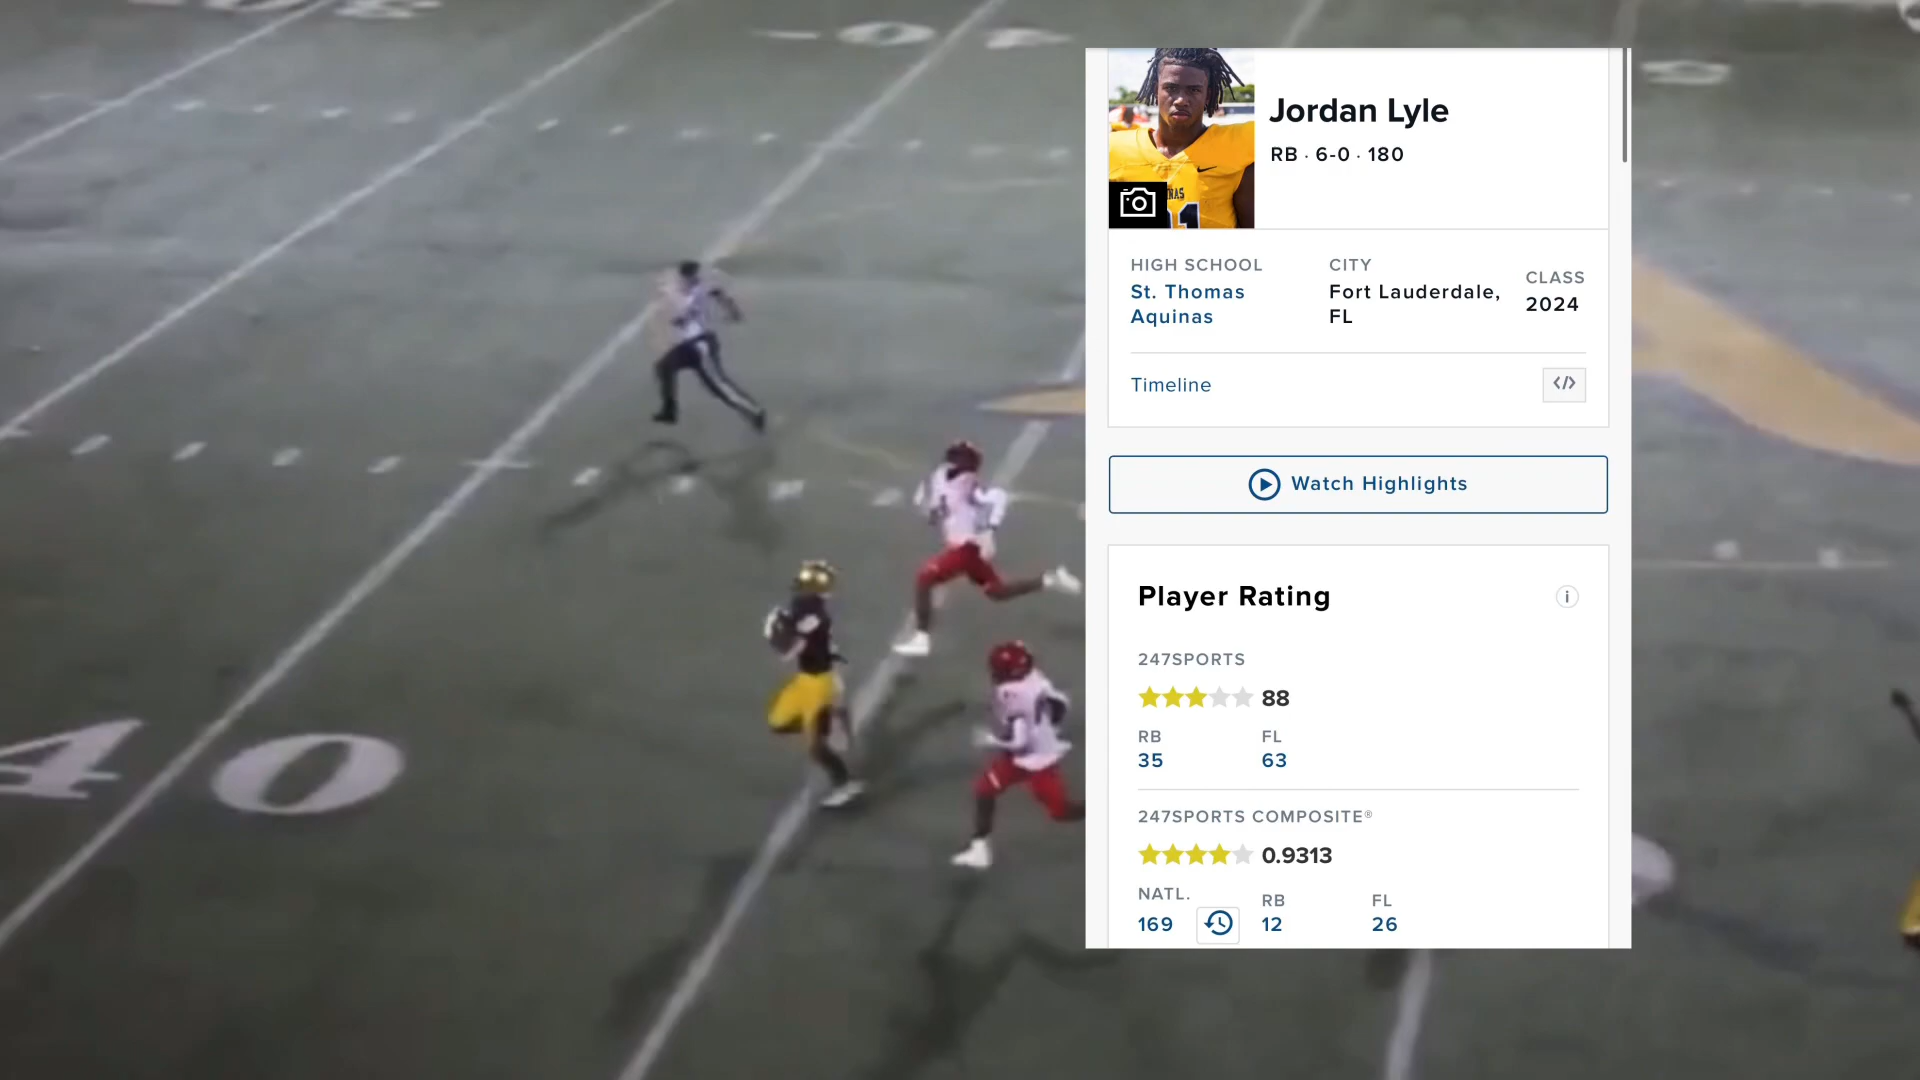 Jordan Lyle
RB · 6-0 · 180
HIGH SCHOOL
St. Thomas
Aquinas
CITY
Fort Lauderdale,
FL
CLASS
2024
Timeline
</>
Watch Highlights
Player Rating
i
247SPORTS
88
RB
35
FL
63
247SPORTS COMPOSITE®
0.9313
NATL.
169
RB
12
FL
26
4 0